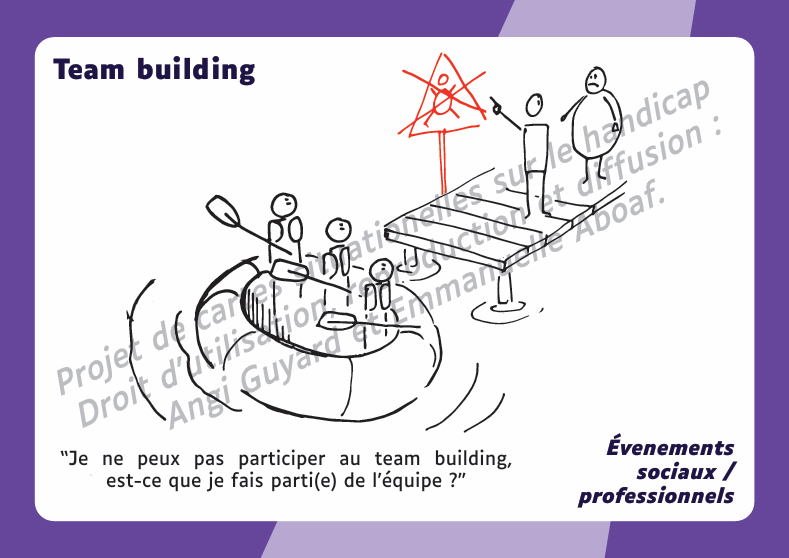 Team building
Projet de cartes situationelles sur le handicap
Droit d'utilisation, reproduction et diffusion :
Angi Guyard et Emmanuelle Aboaf.
“Je ne peux pas participer au team building,
est-ce que je fais parti(e) de l'équipe ?”
Évenements
sociaux /
professionnels